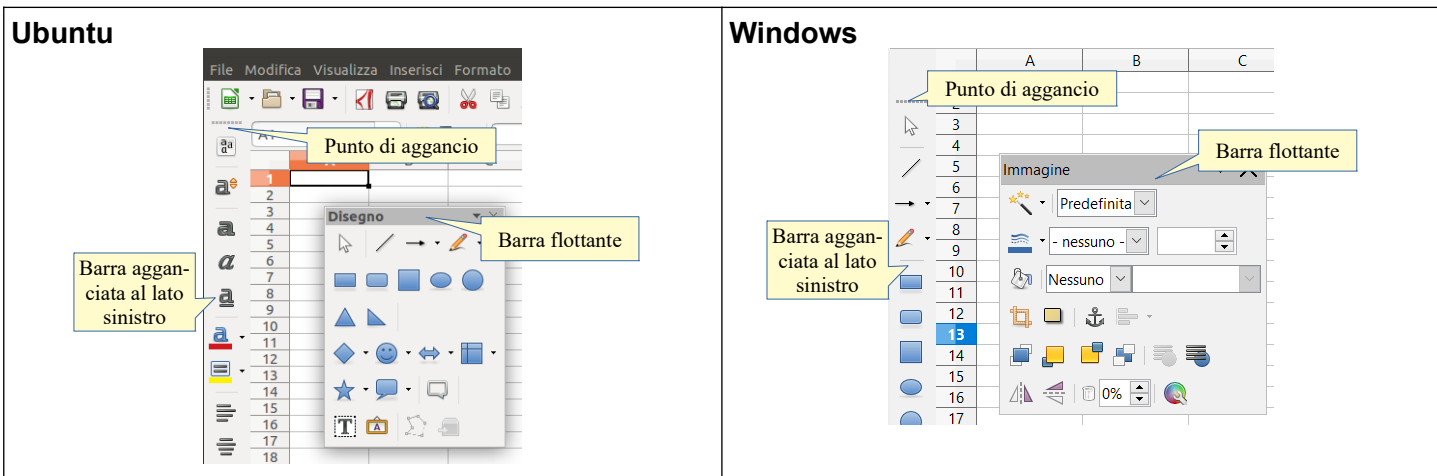 Ubuntu
File Modifica Visualizza Inserisci Formato
Punto di aggancio
1
2
3
4
5
6
7
8
9
10
11
12
13
14
15
16
17
18
Disegno
Barra flottante
Barra aggan-
ciata al lato
sinistro
Windows
A B C
Punto di aggancio
3
4
5
6
7
8
9
10
11
12
13
14
15
16
17
Barra flottante
Immagine
Predefinita
- nessuno -
Nessuno
0%
Barra aggan-
ciata al lato
sinistro